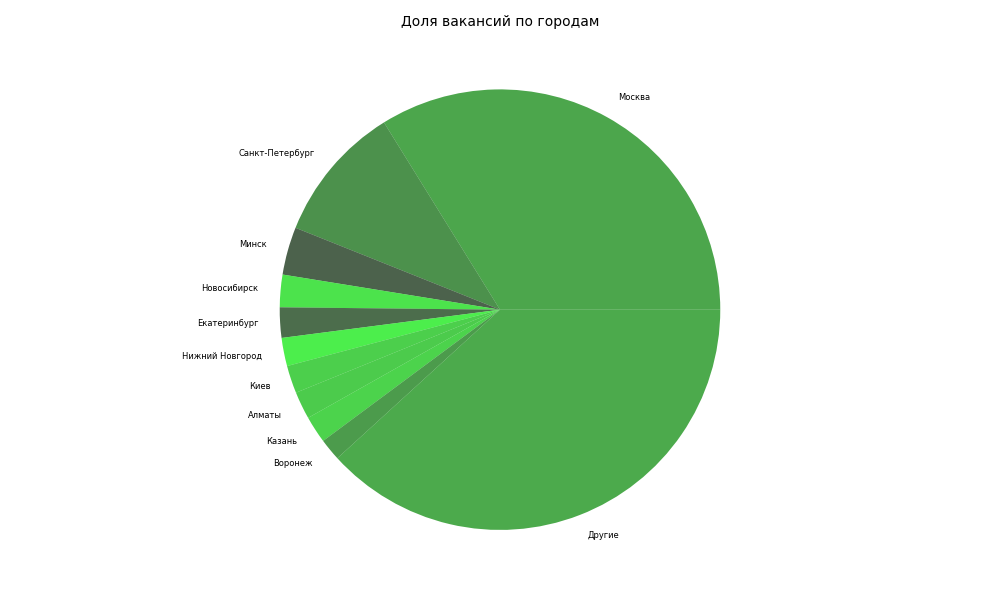 Доля вакансий по городам
Москва
Санкт-Петербург
Минск
Новосибирск
Екатеринбург
Нижний Новгород
Киев
Алматы
Казань
Воронеж
Другие